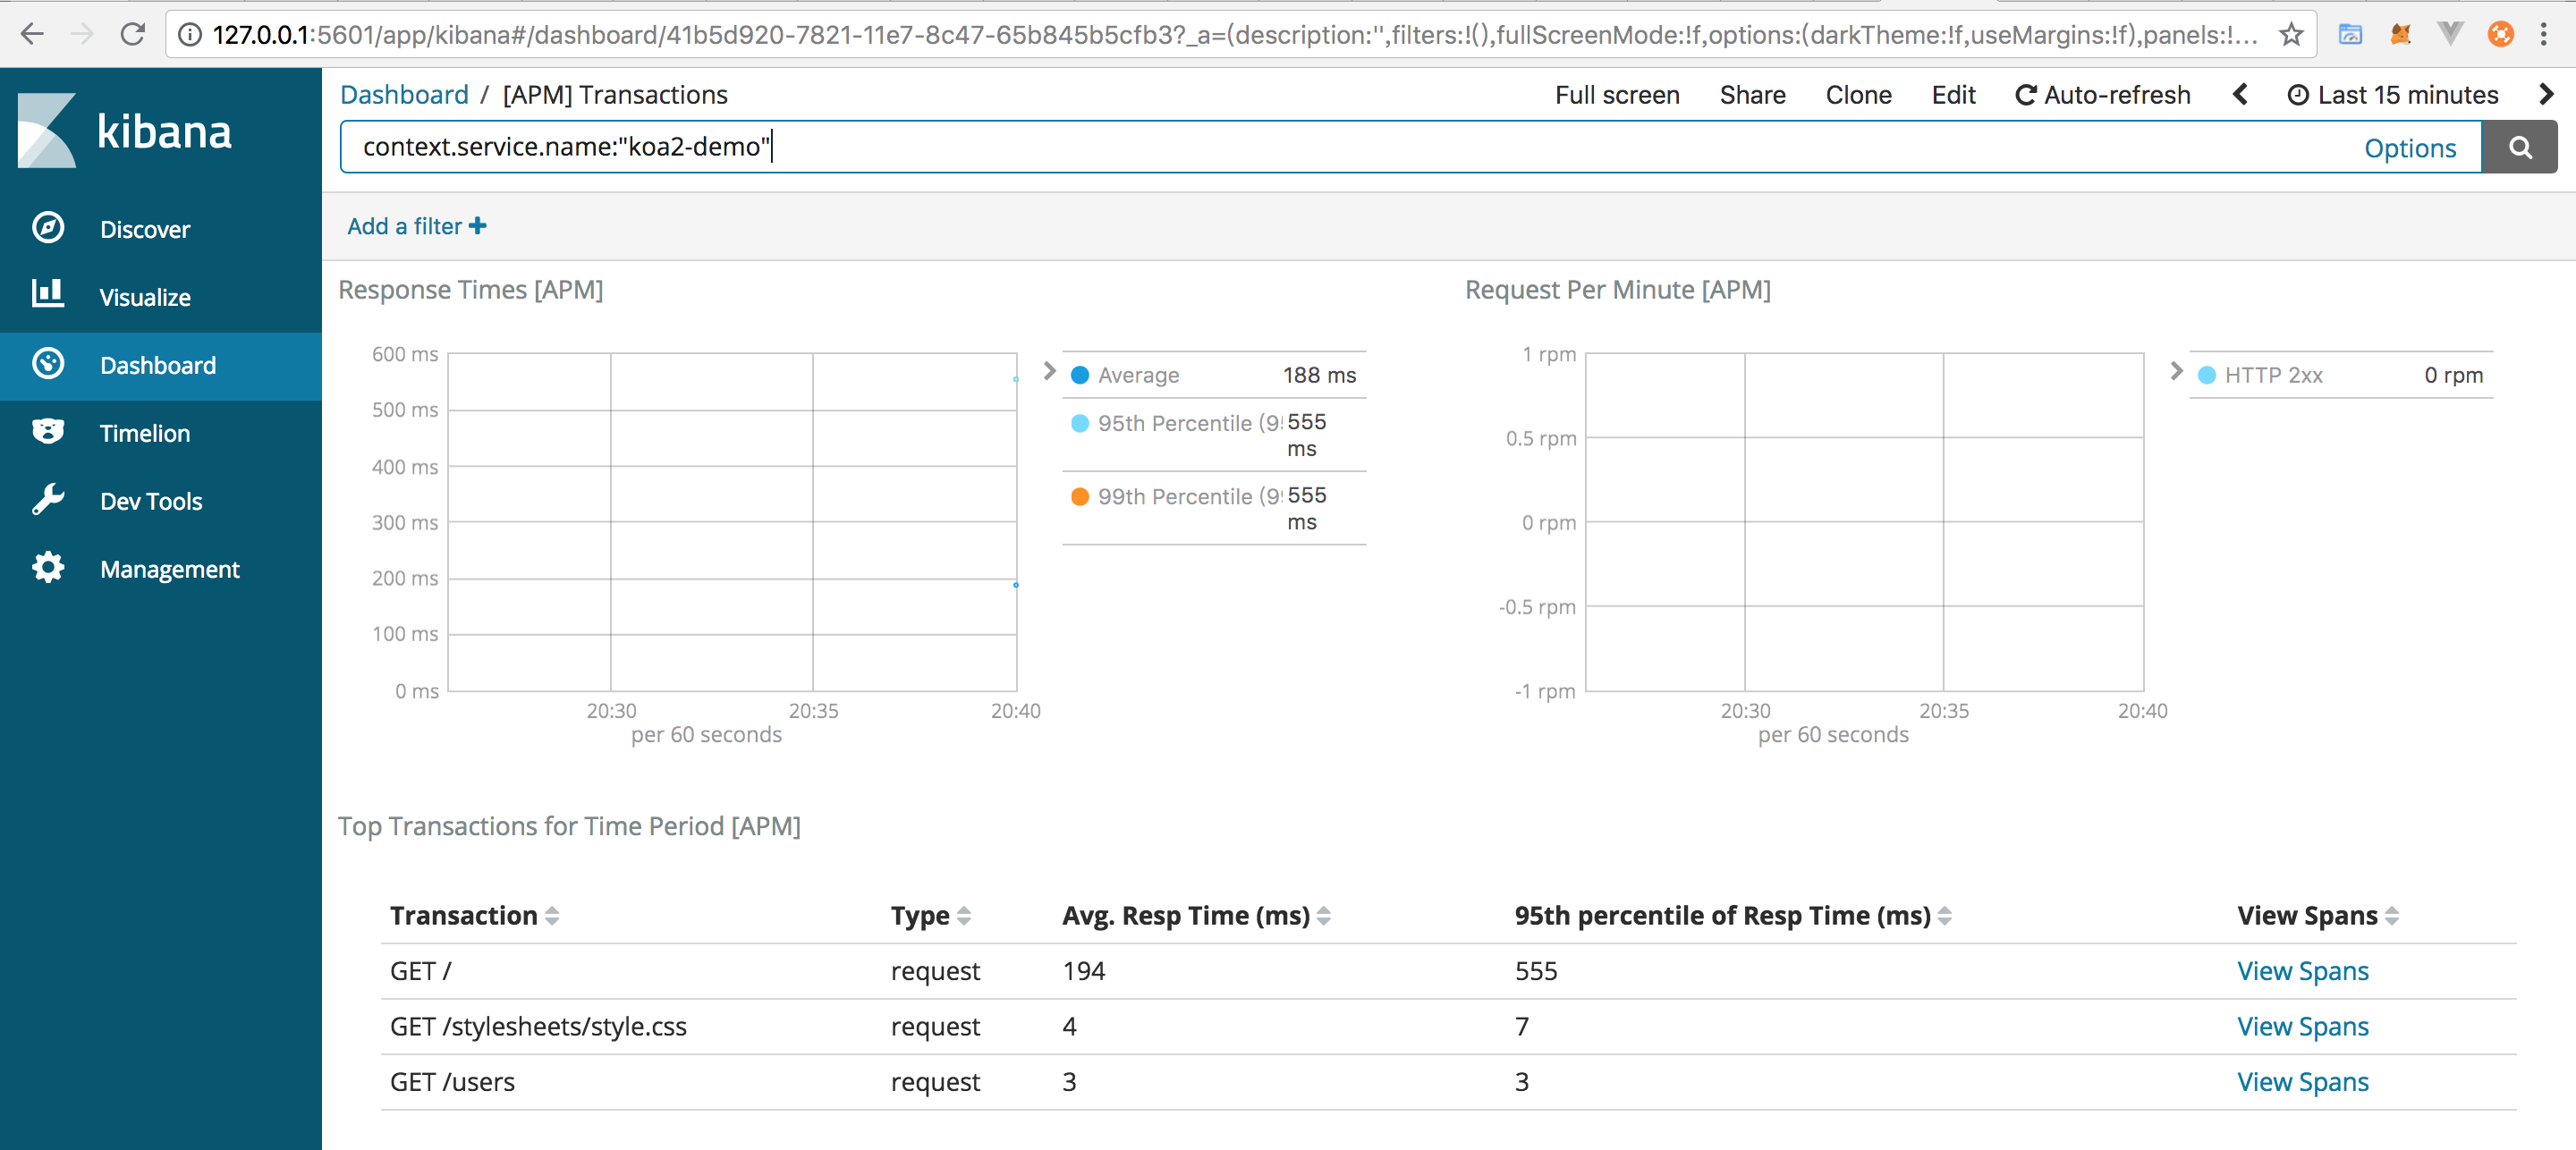 127.0.0.1:5601/app/kibana#/dashboard/41b5d920-7821-11e7-8c47-65b845b5cfb3?_a=(description:'',filters:!(),fullScreenMode:!f,options:(darkTheme:!f,useMargins:!f),panels:!...
kibana
Discover
Visualize
Dashboard
Timelion
Dev Tools
Management
Dashboard / [APM] Transactions
Full screen Share Clone Edit Auto-refresh Last 15 minutes
context.service.name:"koa2-demo"
Options
Add a filter
Response Times [APM]
600 ms
500 ms
400 ms
300 ms
200 ms
100 ms
0 ms
20:30 20:35 20:40
per 60 seconds
Average 188 ms
95th Percentile (9 555 ms
99th Percentile (9 555 ms
Request Per Minute [APM]
1 rpm
0.5 rpm
0 rpm
-0.5 rpm
-1 rpm
20:30 20:35 20:40
per 60 seconds
HTTP 2xx 0 rpm
Top Transactions for Time Period [APM]
Transaction Type Avg. Resp Time (ms) 95th percentile of Resp Time (ms) View Spans
GET / request 194 555 View Spans
GET /stylesheets/style.css request 4 7 View Spans
GET /users request 3 3 View Spans